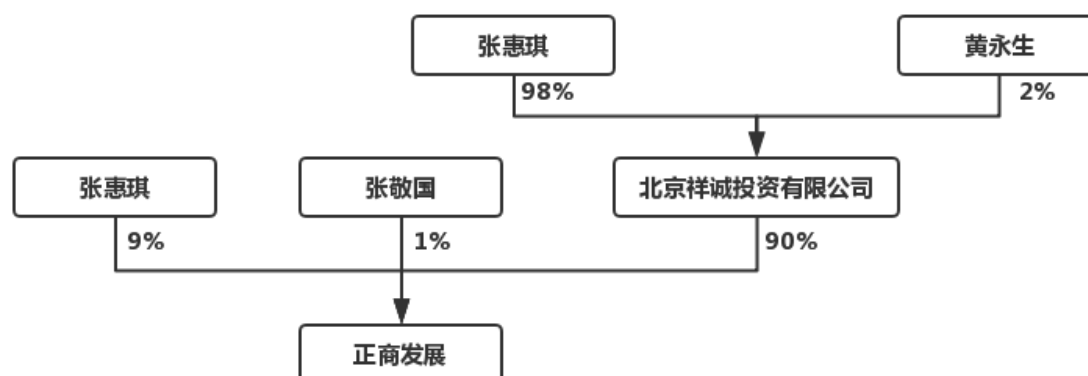 张惠琪
黄永生
98%
2%
张惠琪
张敬国
北京祥诚投资有限公司
9%
1%
90%
正商发展